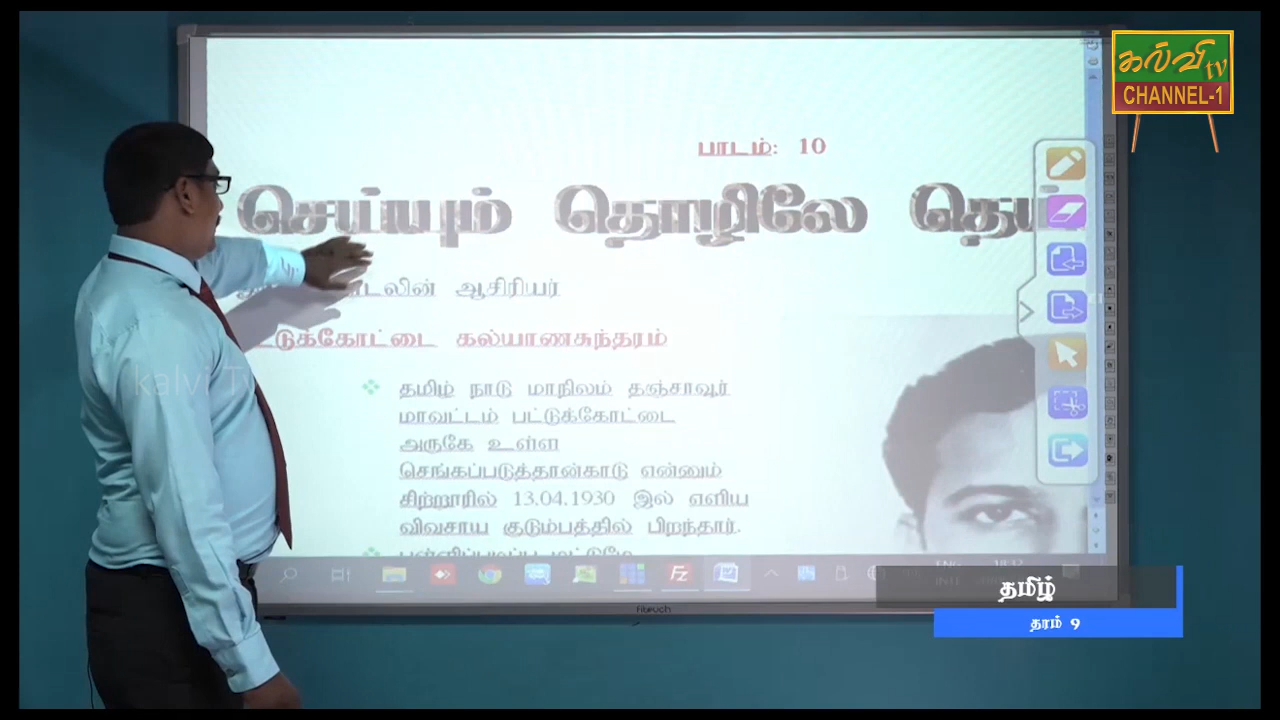 கல்வி tv
CHANNEL-1
பாடம்: 10
செய்யும் தொழிலே
ஆசிரியர்
கல்யாணசுந்தரம்
தமிழ் நாடு மாநிலம் தஞ்சாவூர்
மாவட்டம் பட்டுக்கோட்டை
அருகே உள்ள
செங்கப்படுத்தான்காடு என்னும்
சிற்றூரில் 13.04.1930 இல் எளிய
விவசாய குடும்பத்தில் பிறந்தார்.
kalvi
தமிழ்
தரம் 9